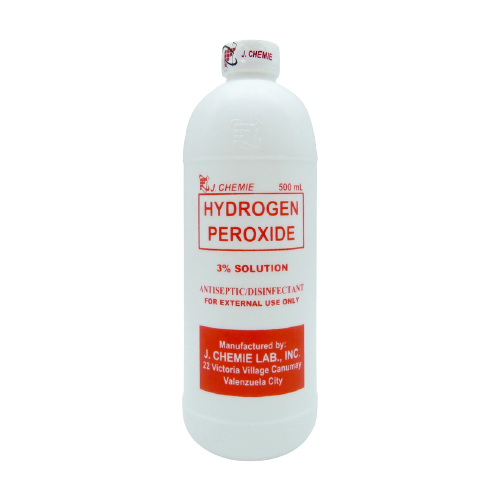 J. CHEMIE
J. CHEMIE 500 mL
HYDROGEN
PEROXIDE
3% SOLUTION
ANTISEPTIC/DISINFECTANT
FOR EXTERNAL USE ONLY
Manufactured by:
J. CHEMIE LAB., INC.
22 Victoria Village Canumay
Valenzuela City